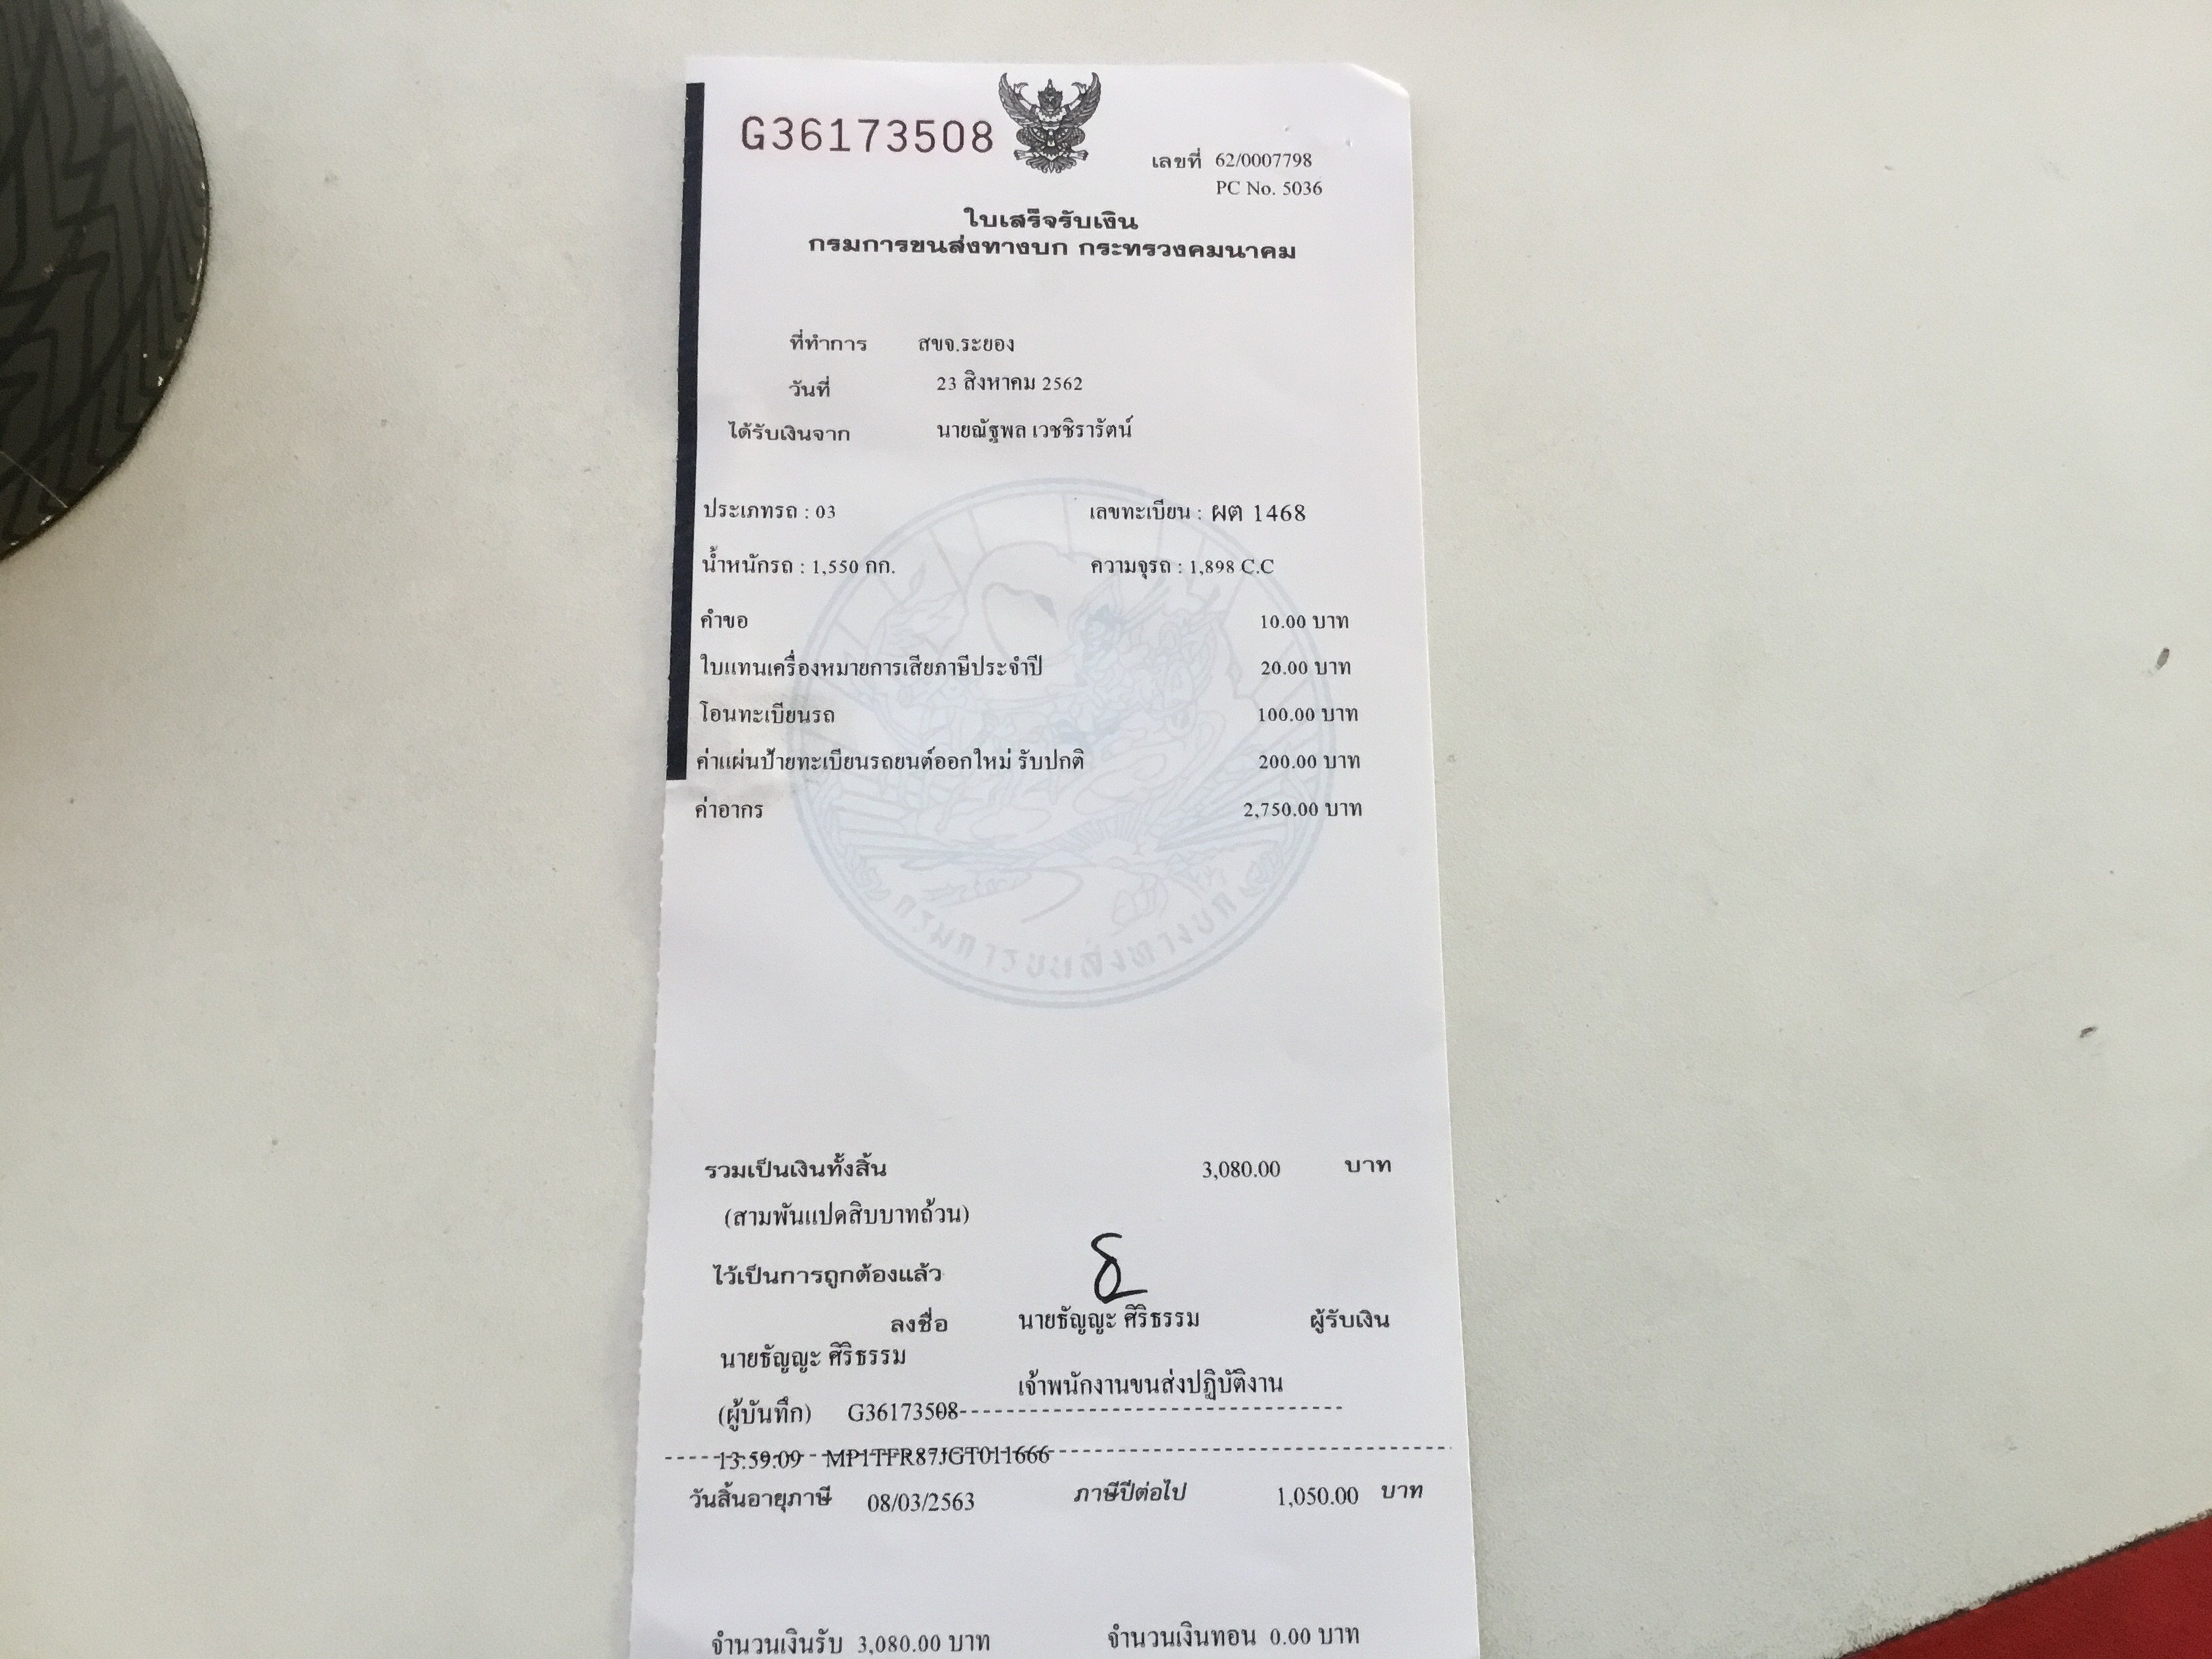 G36173508
เลขที่ 62/0007798
PC No. 5036
ใบเสร็จรับเงิน
กรมการขนส่งทางบก กระทรวงคมนาคม
ที่ทำการ สขจ.ระยอง
วันที่ 23 สิงหาคม 2562
ได้รับเงินจาก นายณัฐพล เวชชิรารัตน์
ประเภทรถ : 03 เลขทะเบียน : ผต 1468
น้ำหนักรถ : 1,550 กก. ความจุรถ : 1,898 C.C
คำขอ 10.00 บาท
ใบแทนเครื่องหมายการเสียภาษีประจำปี 20.00 บาท
โอนทะเบียนรถ 100.00 บาท
ค่าแผ่นป้ายทะเบียนรถยนต์ออกใหม่ รับปกติ 200.00 บาท
ค่าอากร 2,750.00 บาท
กรมการขนส่งทางบก
รวมเป็นเงินทั้งสิ้น 3,080.00 บาท
(สามพันแปดสิบบาทถ้วน)
ไว้เป็นการถูกต้องแล้ว
ลงชื่อ นายธัญญะ ศิริธรรม ผู้รับเงิน
นายธัญญะ ศิริธรรม
เจ้าพนักงานขนส่งปฏิบัติงาน
(ผู้บันทึก) G36173508
13:59:09 MP1TFR87JGT011666
วันสิ้นอายุภาษี 08/03/2563 ภาษีปีต่อไป 1,050.00 บาท
จำนวนเงินรับ 3,080.00 บาท จำนวนเงินทอน 0.00 บาท